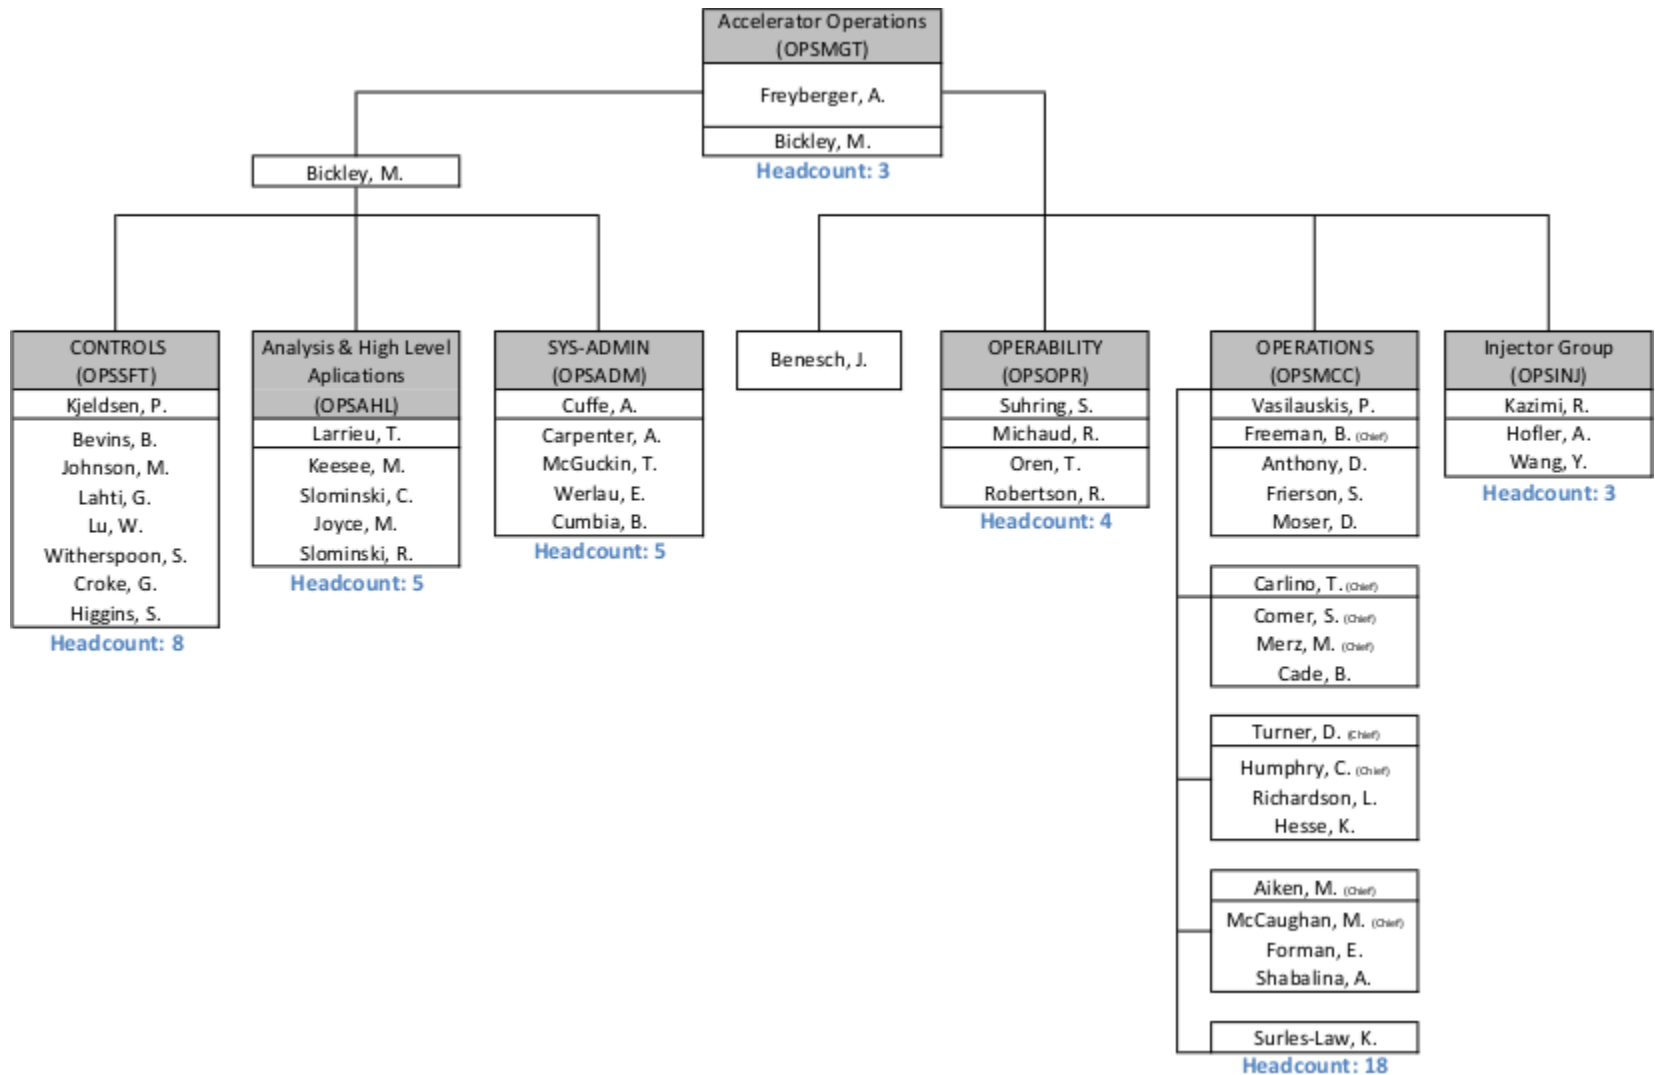 Accelerator Operations
(OPSMGT)
Freyberger, A.
Bickley, M.
Headcount: 3
Bickley, M.
CONTROLS
(OPSSFT)
Kjeldsen, P.
Bevins, B.
Johnson, M.
Lahti, G.
Lu, W.
Witherspoon, S.
Croke, G.
Higgins, S.
Headcount: 8
Analysis & High Level
Aplications
(OPSAHL)
Larrieu, T.
Keesee, M.
Slominski, C.
Joyce, M.
Slominski, R.
Headcount: 5
SYS-ADMIN
(OPSADM)
Cuffe, A.
Carpenter, A.
McGuckin, T.
Werlau, E.
Cumbia, B.
Headcount: 5
Benesch, J.
OPERABILITY
(OPSOPR)
Suhring, S.
Michaud, R.
Oren, T.
Robertson, R.
Headcount: 4
OPERATIONS
(OPSMCC)
Vasilauskis, P.
Freeman, B. (Chief)
Anthony, D.
Frierson, S.
Moser, D.
Carlino, T. (Chief)
Comer, S. (Chief)
Merz, M. (Chief)
Cade, B.
Turner, D. (Chief)
Humphry, C. (Chief)
Richardson, L.
Hesse, K.
Aiken, M. (Chief)
McCaughan, M. (Chief)
Forman, E.
Shabalina, A.
Surles-Law, K.
Headcount: 18
Injector Group
(OPSINJ)
Kazimi, R.
Hofler, A.
Wang, Y.
Headcount: 3